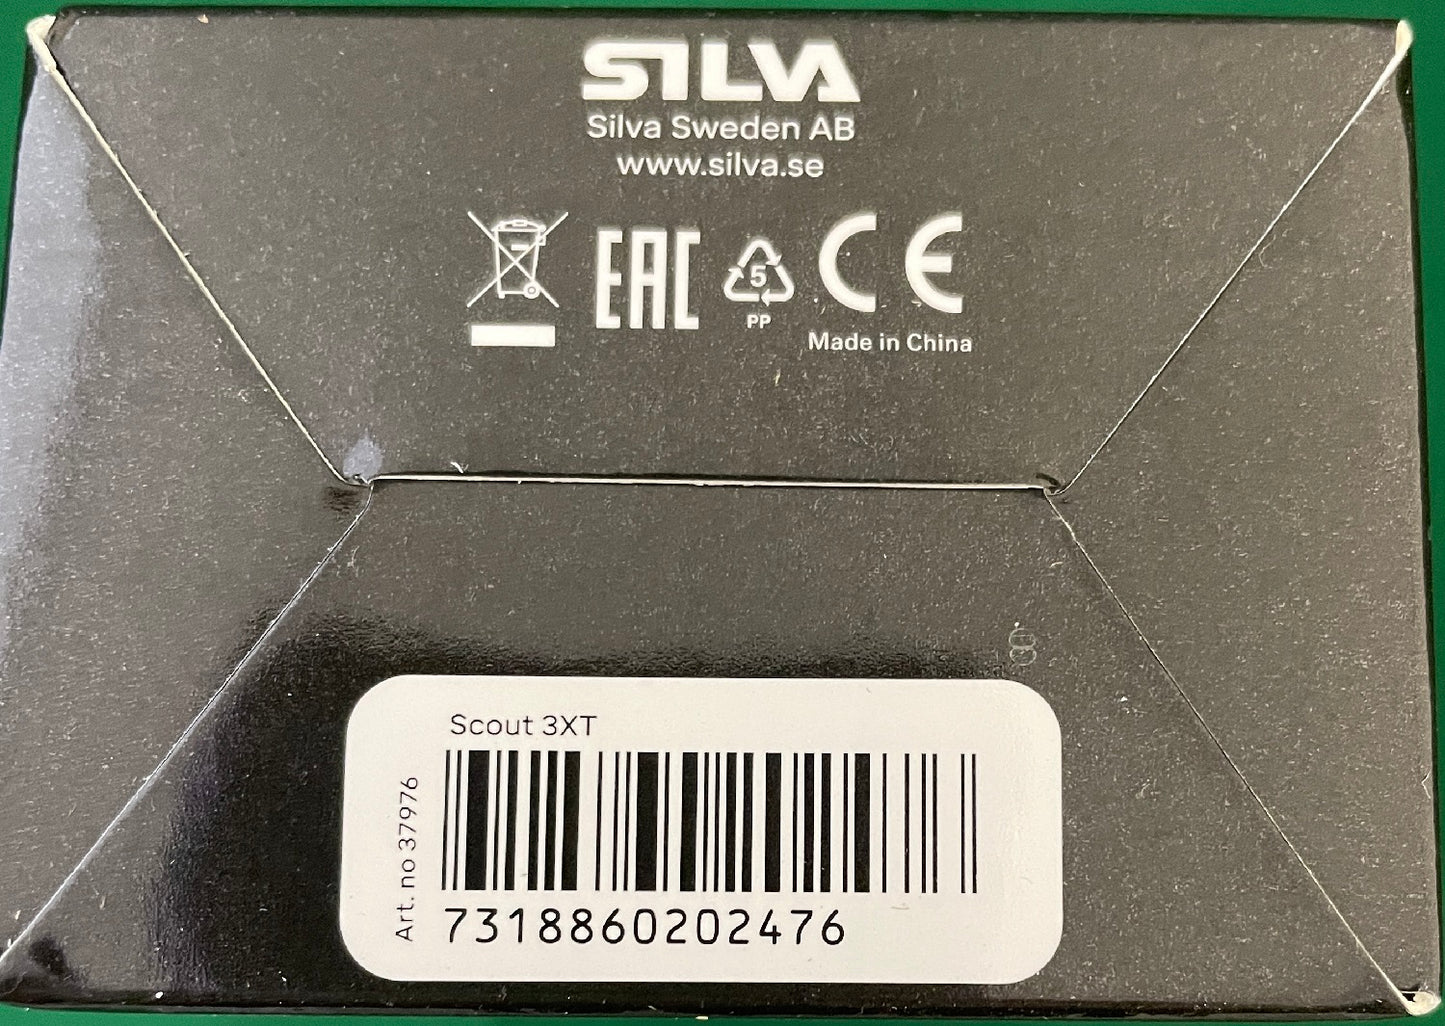 SILVA
Silva Sweden AB
www.silva.se
EAC
5
PP
CE
Made in China
Scout 3XT
Art. no 37976
7318860202476